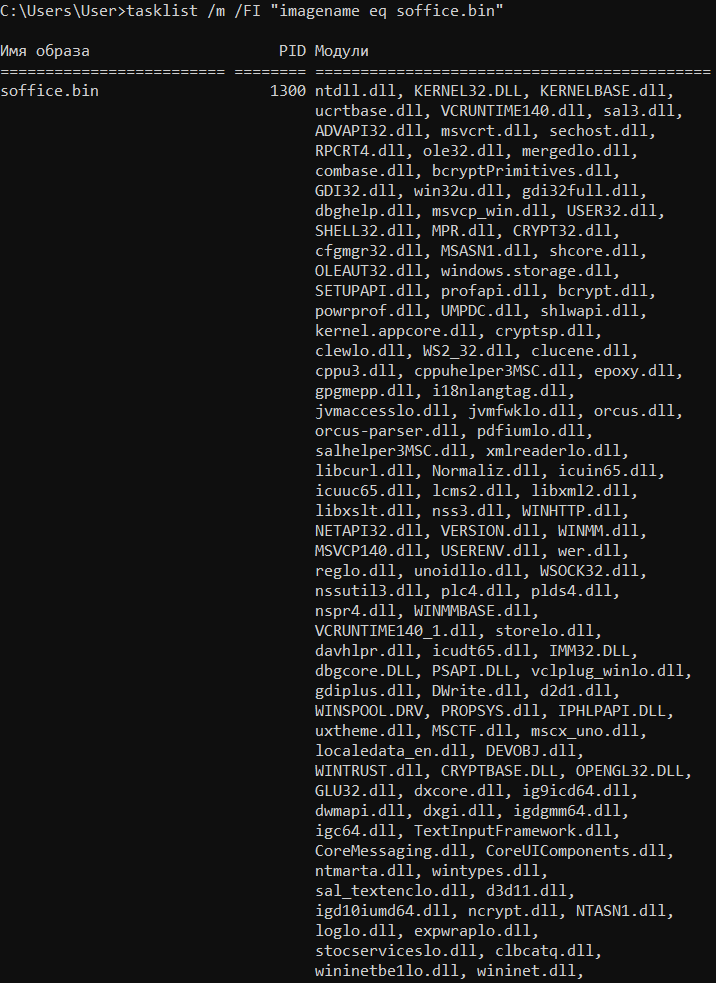 C:\Users\User>tasklist /m /FI "imagename eq soffice.bin"
Имя образа                     PID Модули
========================= ======== ============================================
soffice.bin                   1300 ntdll.dll, KERNEL32.DLL, KERNELBASE.dll,
ucrtbase.dll, VCRUNTIME140.dll, sal3.dll,
ADVAPI32.dll, msvcrt.dll, sechost.dll,
RPCRT4.dll, ole32.dll, mergedlo.dll,
combase.dll, bcryptPrimitives.dll,
GDI32.dll, win32u.dll, gdi32full.dll,
dbghelp.dll, msvcp_win.dll, USER32.dll,
SHELL32.dll, MPR.dll, CRYPT32.dll,
cfgmgr32.dll, MSASN1.dll, shcore.dll,
OLEAUT32.dll, windows.storage.dll,
SETUPAPI.dll, profapi.dll, bcrypt.dll,
powrprof.dll, UMPDC.dll, shlwapi.dll,
kernel.appcore.dll, cryptsp.dll,
clewlo.dll, WS2_32.dll, clucene.dll,
cppu3.dll, cppuhelper3MSC.dll, epoxy.dll,
gpgmepp.dll, i18nlangtag.dll,
jvmaccesslo.dll, jvmfwklo.dll, orcus.dll,
orcus-parser.dll, pdfiumlo.dll,
salhelper3MSC.dll, xmlreaderlo.dll,
libcurl.dll, Normaliz.dll, icuin65.dll,
icuuc65.dll, lcms2.dll, libxml2.dll,
libxslt.dll, nss3.dll, WINHTTP.dll,
NETAPI32.dll, VERSION.dll, WINMM.dll,
MSVCP140.dll, USERENV.dll, wer.dll,
reglo.dll, unoidllo.dll, WSOCK32.dll,
nssutil3.dll, plc4.dll, plds4.dll,
nspr4.dll, WINMMBASE.dll,
VCRUNTIME140_1.dll, storelo.dll,
davhlpr.dll, icudt65.dll, IMM32.DLL,
dbgcore.DLL, PSAPI.DLL, vclplug_winlo.dll,
gdiplus.dll, DWrite.dll, d2d1.dll,
WINSPOOL.DRV, PROPSYS.dll, IPHLPAPI.DLL,
uxtheme.dll, MSCTF.dll, mscx_uno.dll,
localedata_en.dll, DEVOBJ.dll,
WINTRUST.dll, CRYPTBASE.DLL, OPENGL32.DLL,
GLU32.dll, dxcore.dll, ig9icd64.dll,
dwmapi.dll, dxgi.dll, igdgmm64.dll,
igc64.dll, TextInputFramework.dll,
CoreMessaging.dll, CoreUIComponents.dll,
ntmarta.dll, wintypes.dll,
sal_textenclo.dll, d3d11.dll,
igd10iumd64.dll, ncrypt.dll, NTASN1.dll,
loglo.dll, expwraplo.dll,
stocserviceslo.dll, clbcatq.dll,
wininetbe1lo.dll, wininet.dll,